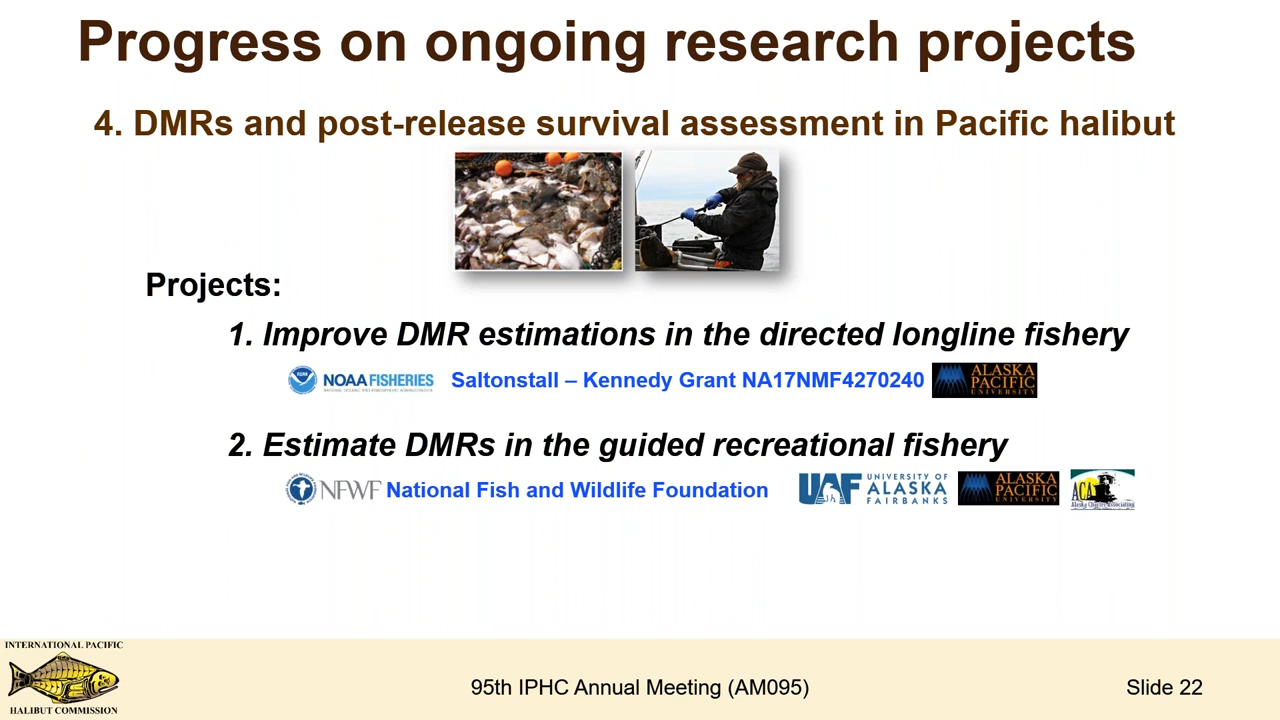 Progress on ongoing research projects
4. DMRs and post-release survival assessment in Pacific halibut
Projects:
1. Improve DMR estimations in the directed longline fishery
NOAA FISHERIES
Saltonstall – Kennedy Grant NA17NMF4270240
ALASKA
PACIFIC
UNIVERSITY
2. Estimate DMRs in the guided recreational fishery
NFWF
National Fish and Wildlife Foundation
UAF
UNIVERSITY OF
ALASKA
FAIRBANKS
ALASKA
PACIFIC
UNIVERSITY
ACA
Alaska Charter Association
INTERNATIONAL PACIFIC
HALIBUT COMMISSION
95th IPHC Annual Meeting (AM095)
Slide 22